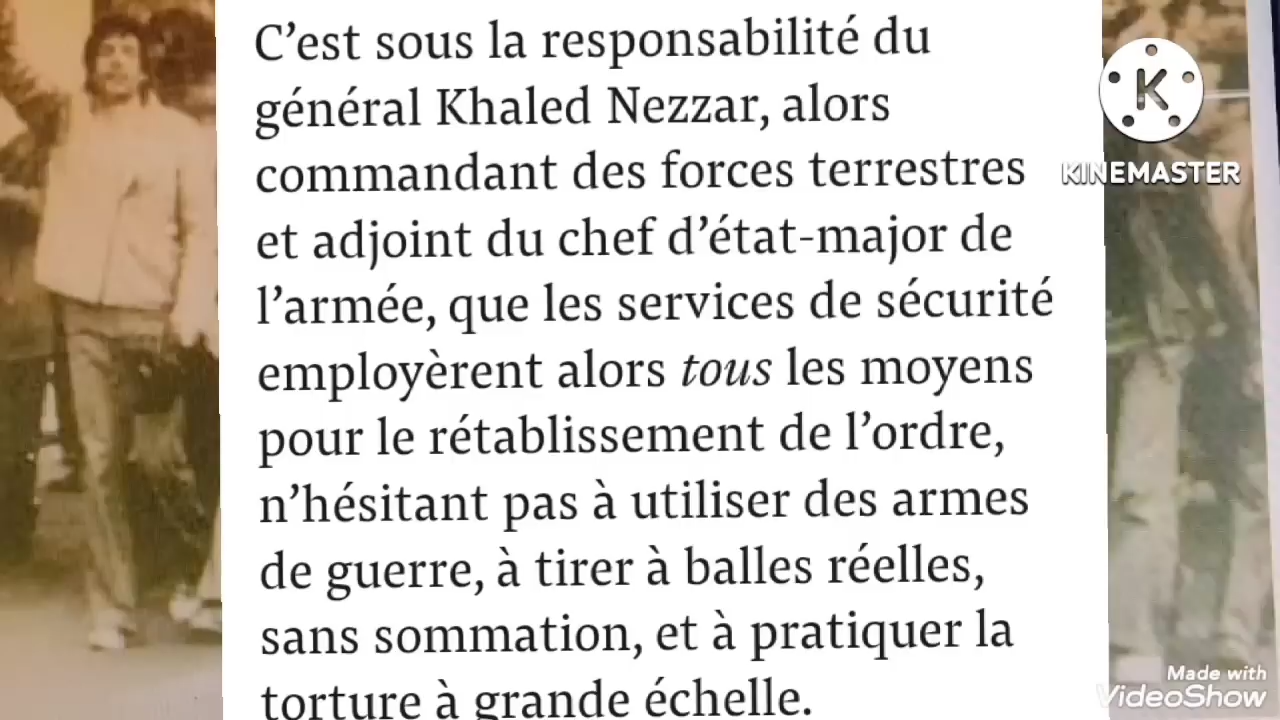 C’est sous la responsabilité du
général Khaled Nezzar, alors
commandant des forces terrestres
et adjoint du chef d’état-major de
l’armée, que les services de sécurité
employèrent alors tous les moyens
pour le rétablissement de l’ordre,
n’hésitant pas à utiliser des armes
de guerre, à tirer à balles réelles,
sans sommation, et à pratiquer la
torture à grande échelle.
K
KINEMASTER
Made with
VideoShow